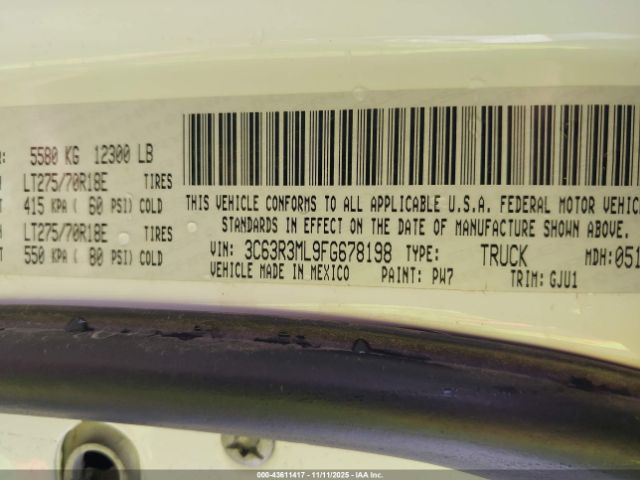 5580 KG 12300 LB
LT275/70R18E TIRES
415 KPA ( 60 PSI) COLD
LT275/70R18E TIRES
550 KPA ( 80 PSI) COLD
THIS VEHICLE CONFORMS TO ALL APPLICABLE U.S.A. FEDERAL MOTOR VEHIC
STANDARDS IN EFFECT ON THE DATE OF MANUFACTURE SHOWN ABOVE.
VIN: 3C63R3ML9FG678198 TYPE: TRUCK MDH: 051
VEHICLE MADE IN MEXICO PAINT: PW7 TRIM: GJU1
000-43611417 - 11/11/2025 - IAAI.COM